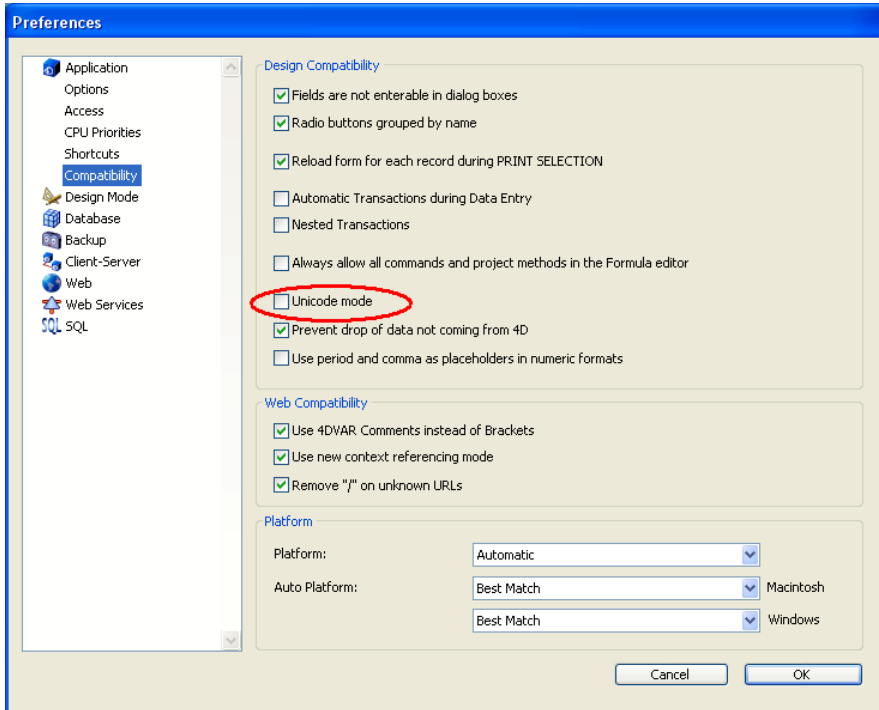 Preferences
Application
Options
Access
CPU Priorities
Shortcuts
Compatibility
Design Mode
Database
Backup
Client-Server
Web
Web Services
SQL SQL
Design Compatibility
Fields are not enterable in dialog boxes
Radio buttons grouped by name
Reload form for each record during PRINT SELECTION
Automatic Transactions during Data Entry
Nested Transactions
Always allow all commands and project methods in the Formula editor
Unicode mode
Prevent drop of data not coming from 4D
Use period and comma as placeholders in numeric formats
Web Compatibility
Use 4DVAR Comments instead of Brackets
Use new context referencing mode
Remove "/" on unknown URLs
Platform
Platform: Automatic
Auto Platform: Best Match Macintosh
Best Match Windows
Cancel OK